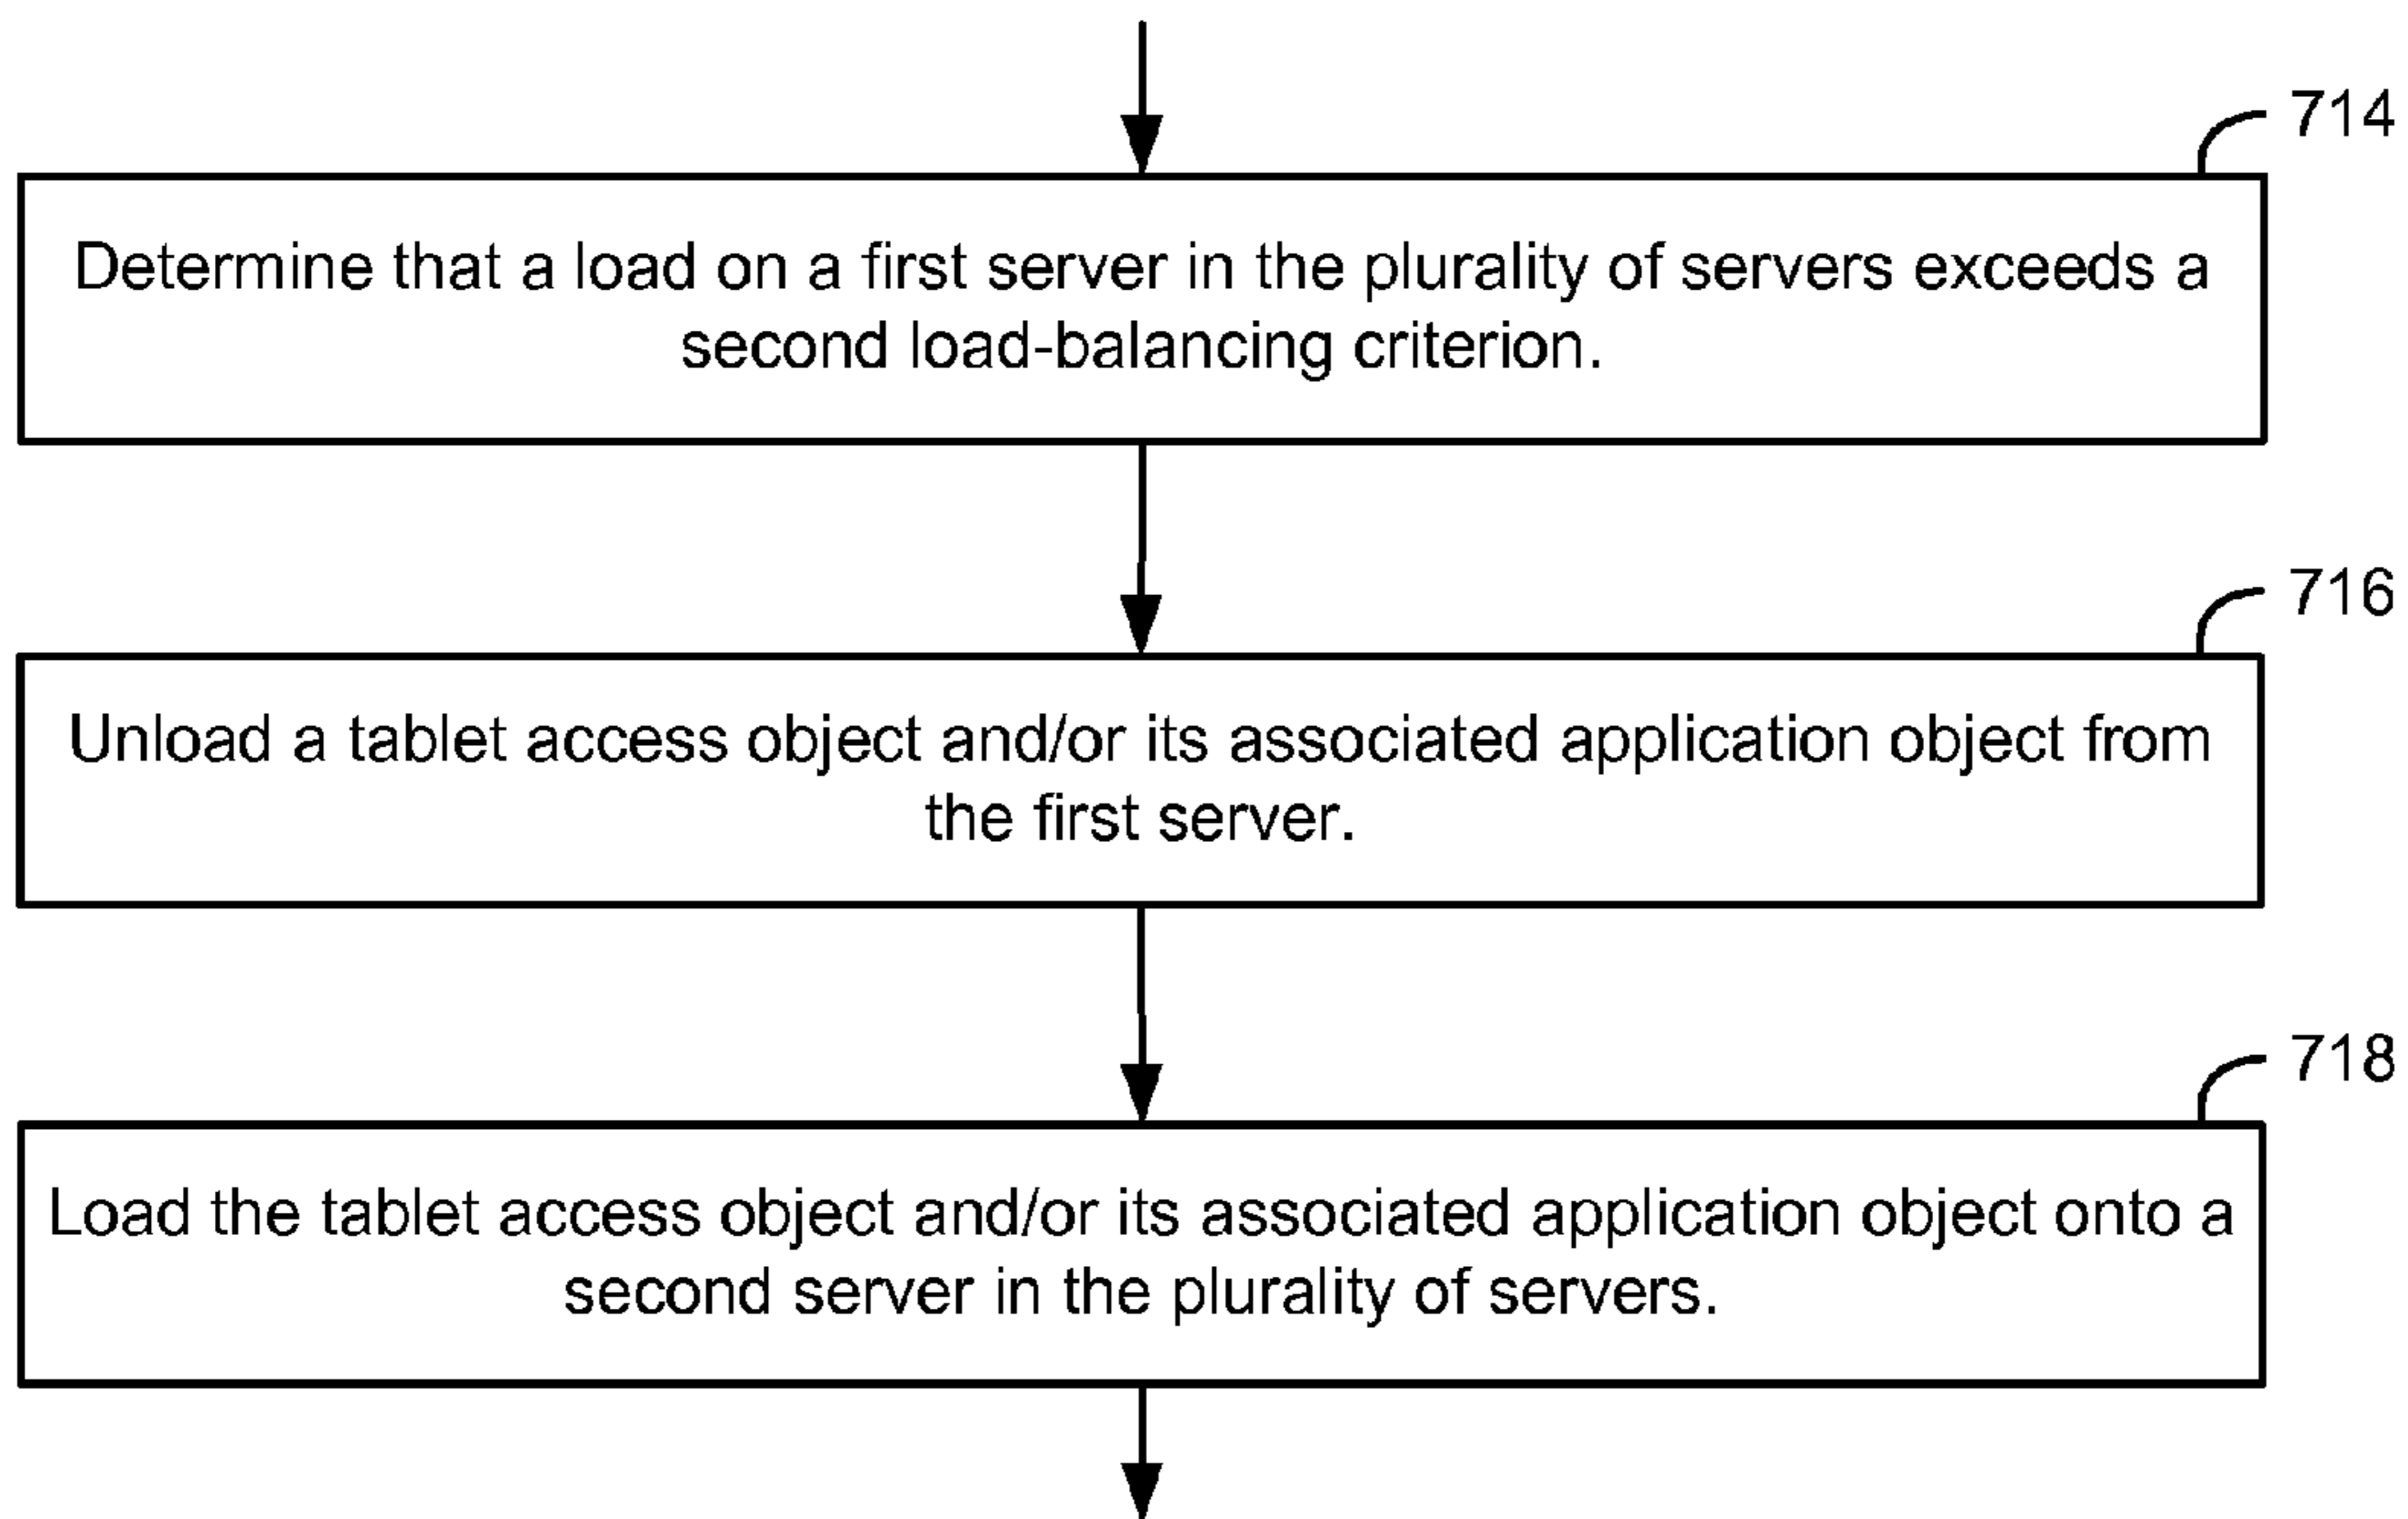 714
Determine that a load on a first server in the plurality of servers exceeds a
second load-balancing criterion.
716
Unload a tablet access object and/or its associated application object from
the first server.
718
Load the tablet access object and/or its associated application object onto a
second server in the plurality of servers.